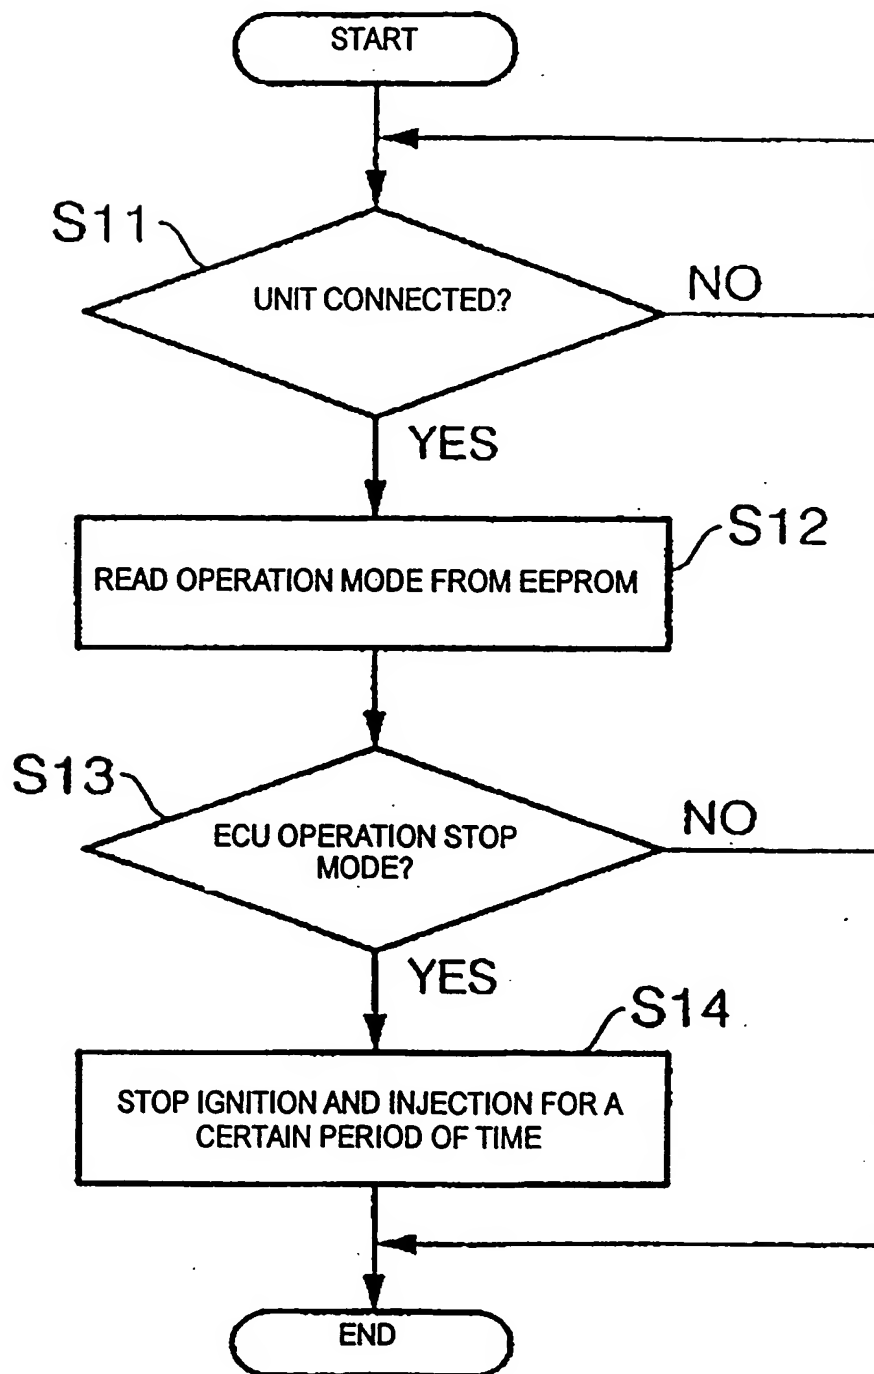 START
S11
UNIT CONNECTED?
NO
YES
S12
READ OPERATION MODE FROM EEPROM
S13
ECU OPERATION STOP
MODE?
NO
YES
S14
STOP IGNITION AND INJECTION FOR A
CERTAIN PERIOD OF TIME
END